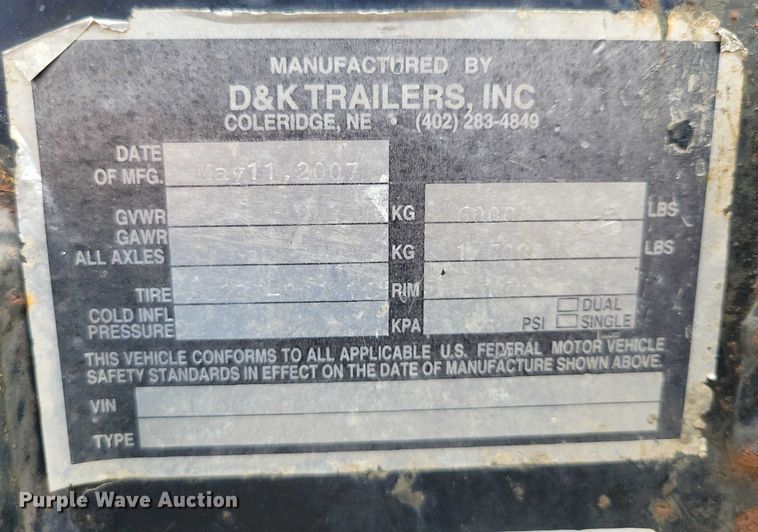 MANUFACTURED BY
D&K TRAILERS, INC
COLERIDGE, NE • (402) 283-4849
DATE OF MFG. May11,2007
GVWR KG LBS
GAWR ALL AXLES KG LBS
TIRE RIM
COLD INFL PRESSURE KPA PSI DUAL SINGLE
THIS VEHICLE CONFORMS TO ALL APPLICABLE U.S. FEDERAL MOTOR VEHICLE
SAFETY STANDARDS IN EFFECT ON THE DATE OF MANUFACTURE SHOWN ABOVE.
VIN
TYPE
Purple Wave Auction